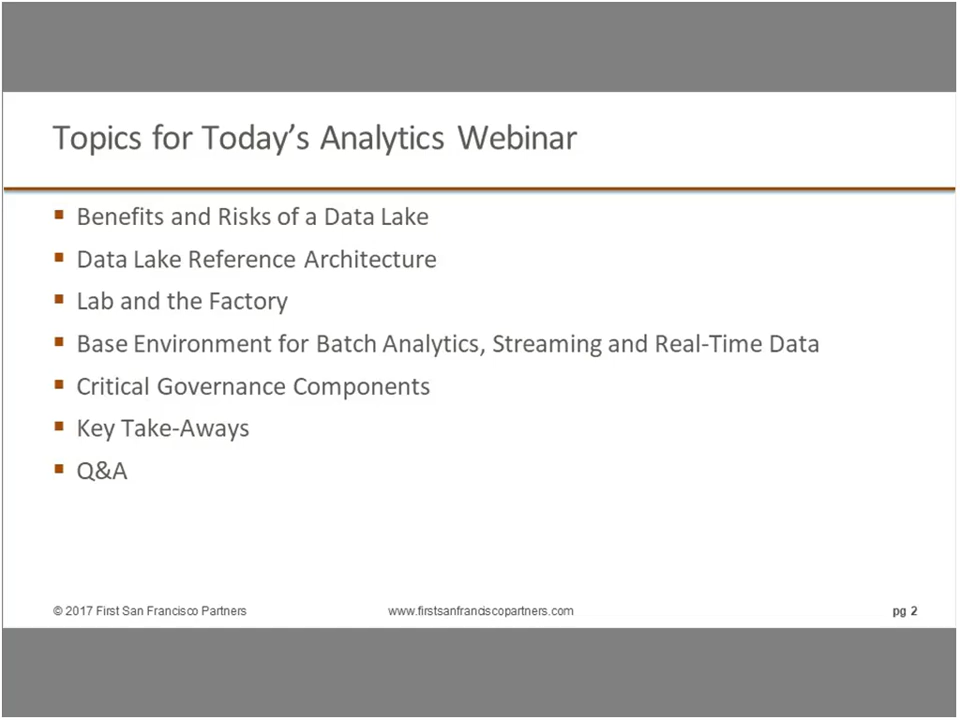 Topics for Today’s Analytics Webinar
▪ Benefits and Risks of a Data Lake
▪ Data Lake Reference Architecture
▪ Lab and the Factory
▪ Base Environment for Batch Analytics, Streaming and Real-Time Data
▪ Critical Governance Components
▪ Key Take-Aways
▪ Q&A
© 2017 First San Francisco Partners www.firstsanfranciscopartners.com pg 2